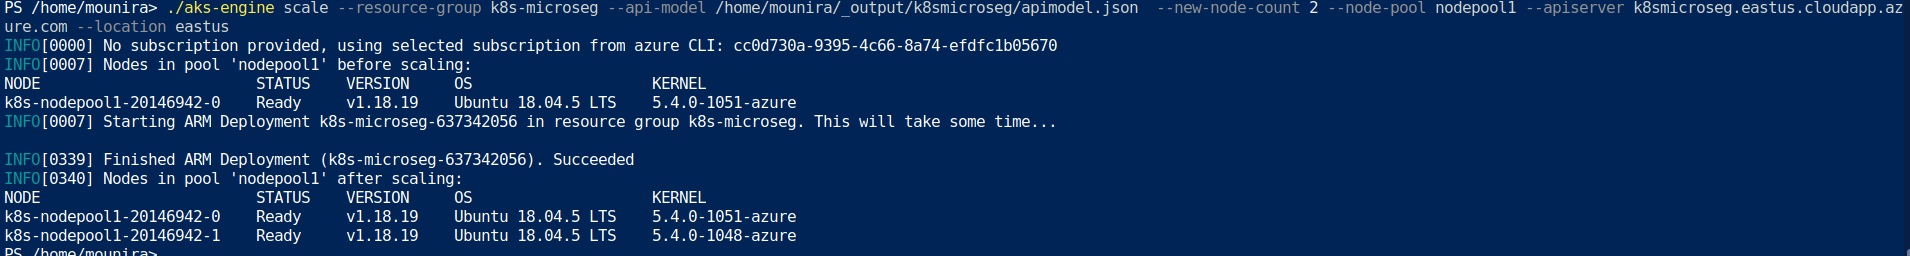 PS /home/mounira> ./aks-engine scale --resource-group k8s-microseg --api-model /home/mounira/_output/k8smicroseg/apimodel.json  --new-node-count 2 --node-pool nodepool1 --apiserver k8smicroseg.eastus.cloudapp.az
ure.com --location eastus
INFO[0000] No subscription provided, using selected subscription from azure CLI: cc0d730a-9395-4c66-8a74-efdfc1b05670
INFO[0007] Nodes in pool 'nodepool1' before scaling:
NODE                        STATUS    VERSION    OS                    KERNEL
k8s-nodepool1-20146942-0    Ready     v1.18.19   Ubuntu 18.04.5 LTS    5.4.0-1051-azure
INFO[0007] Starting ARM Deployment k8s-microseg-637342056 in resource group k8s-microseg. This will take some time...
INFO[0339] Finished ARM Deployment (k8s-microseg-637342056). Succeeded
INFO[0340] Nodes in pool 'nodepool1' after scaling:
NODE                        STATUS    VERSION    OS                    KERNEL
k8s-nodepool1-20146942-0    Ready     v1.18.19   Ubuntu 18.04.5 LTS    5.4.0-1051-azure
k8s-nodepool1-20146942-1    Ready     v1.18.19   Ubuntu 18.04.5 LTS    5.4.0-1048-azure
PS /home/mounira>